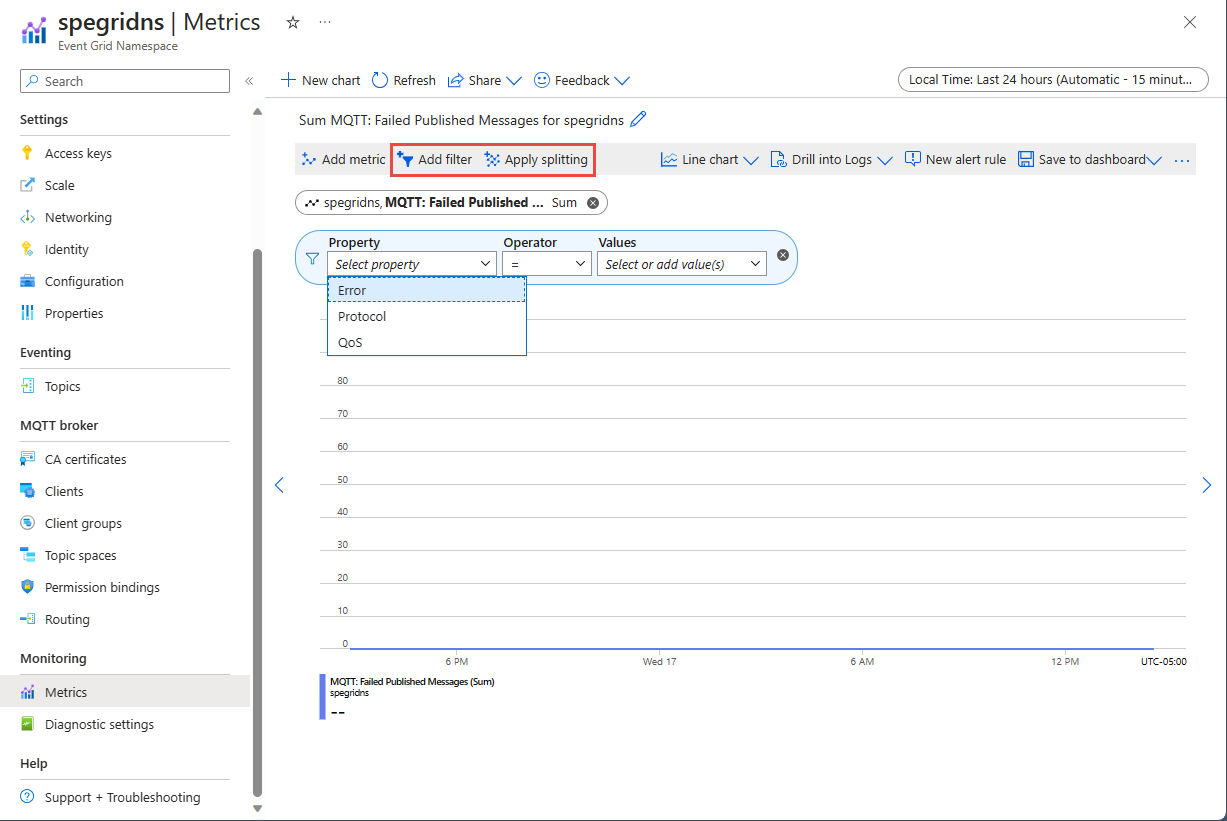 spegridns | Metrics ☆ ...
Event Grid Namespace
Search
«
New chart Refresh Share Feedback
Local Time: Last 24 hours (Automatic - 15 minut...
Settings
Access keys
Scale
Networking
Identity
Configuration
Properties
Eventing
Topics
MQTT broker
CA certificates
Clients
Client groups
Topic spaces
Permission bindings
Routing
Monitoring
Metrics
Diagnostic settings
Help
Support + Troubleshooting
Sum MQTT: Failed Published Messages for spegridns
Add metric Add filter Apply splitting Line chart Drill into Logs New alert rule Save to dashboard ...
spegridns, MQTT: Failed Published ... Sum
Property Operator Values
Select property = Select or add value(s)
Error
Protocol
QoS
80
70
60
50
40
30
20
10
0
6 PM Wed 17 6 AM 12 PM UTC-05:00
MQTT: Failed Published Messages (Sum)
spegridns
--